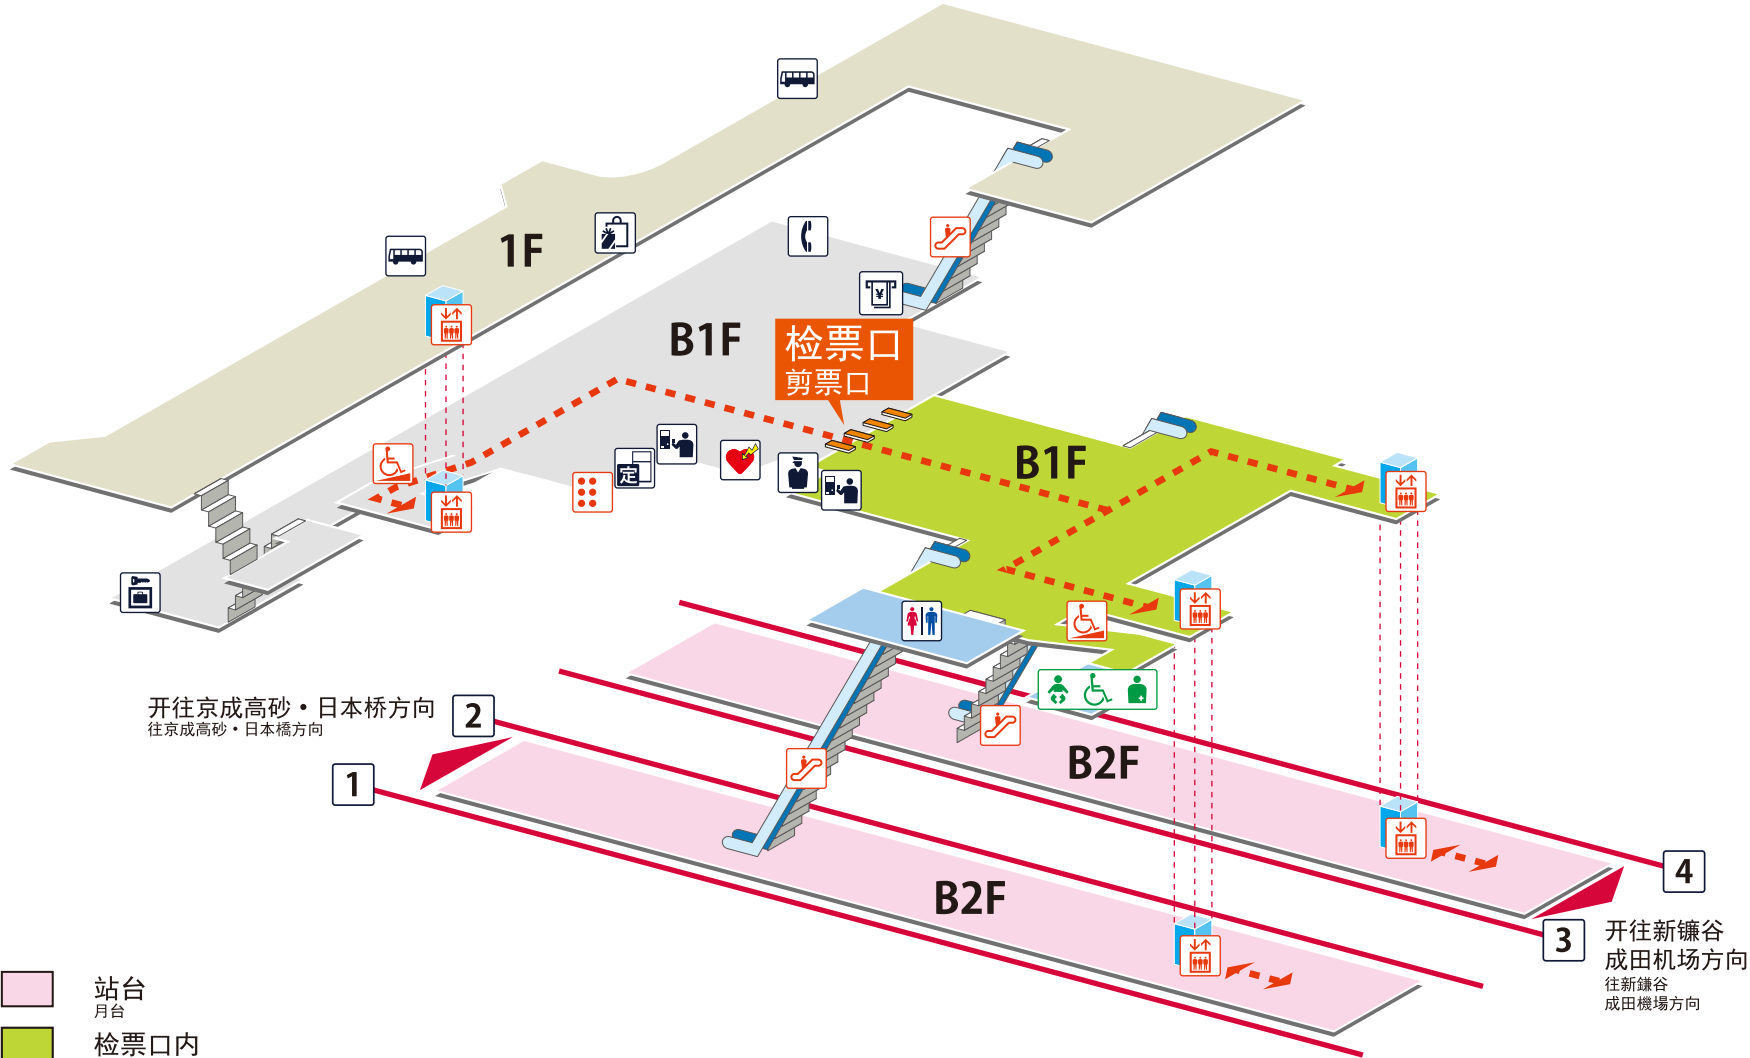 1F
B1F
¥
检票口
剪票口
B1F
定
开往京成高砂・日本桥方向
往京成高砂・日本橋方向
2
1
B2F
B2F
4
3
开往新镰谷
成田机场方向
往新鎌谷
成田機場方向
站台
月台
检票口内